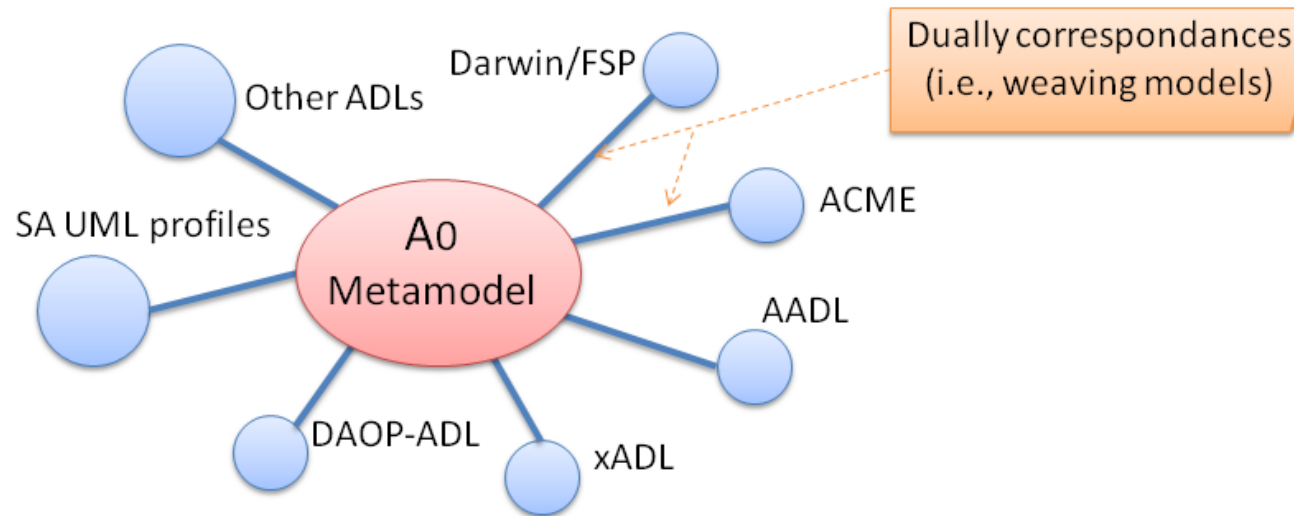 Dually correspondances
(i.e., weaving models)
Darwin/FSP
Other ADLs
ACME
SA UML profiles
A0
Metamodel
AADL
DAOP-ADL
xADL